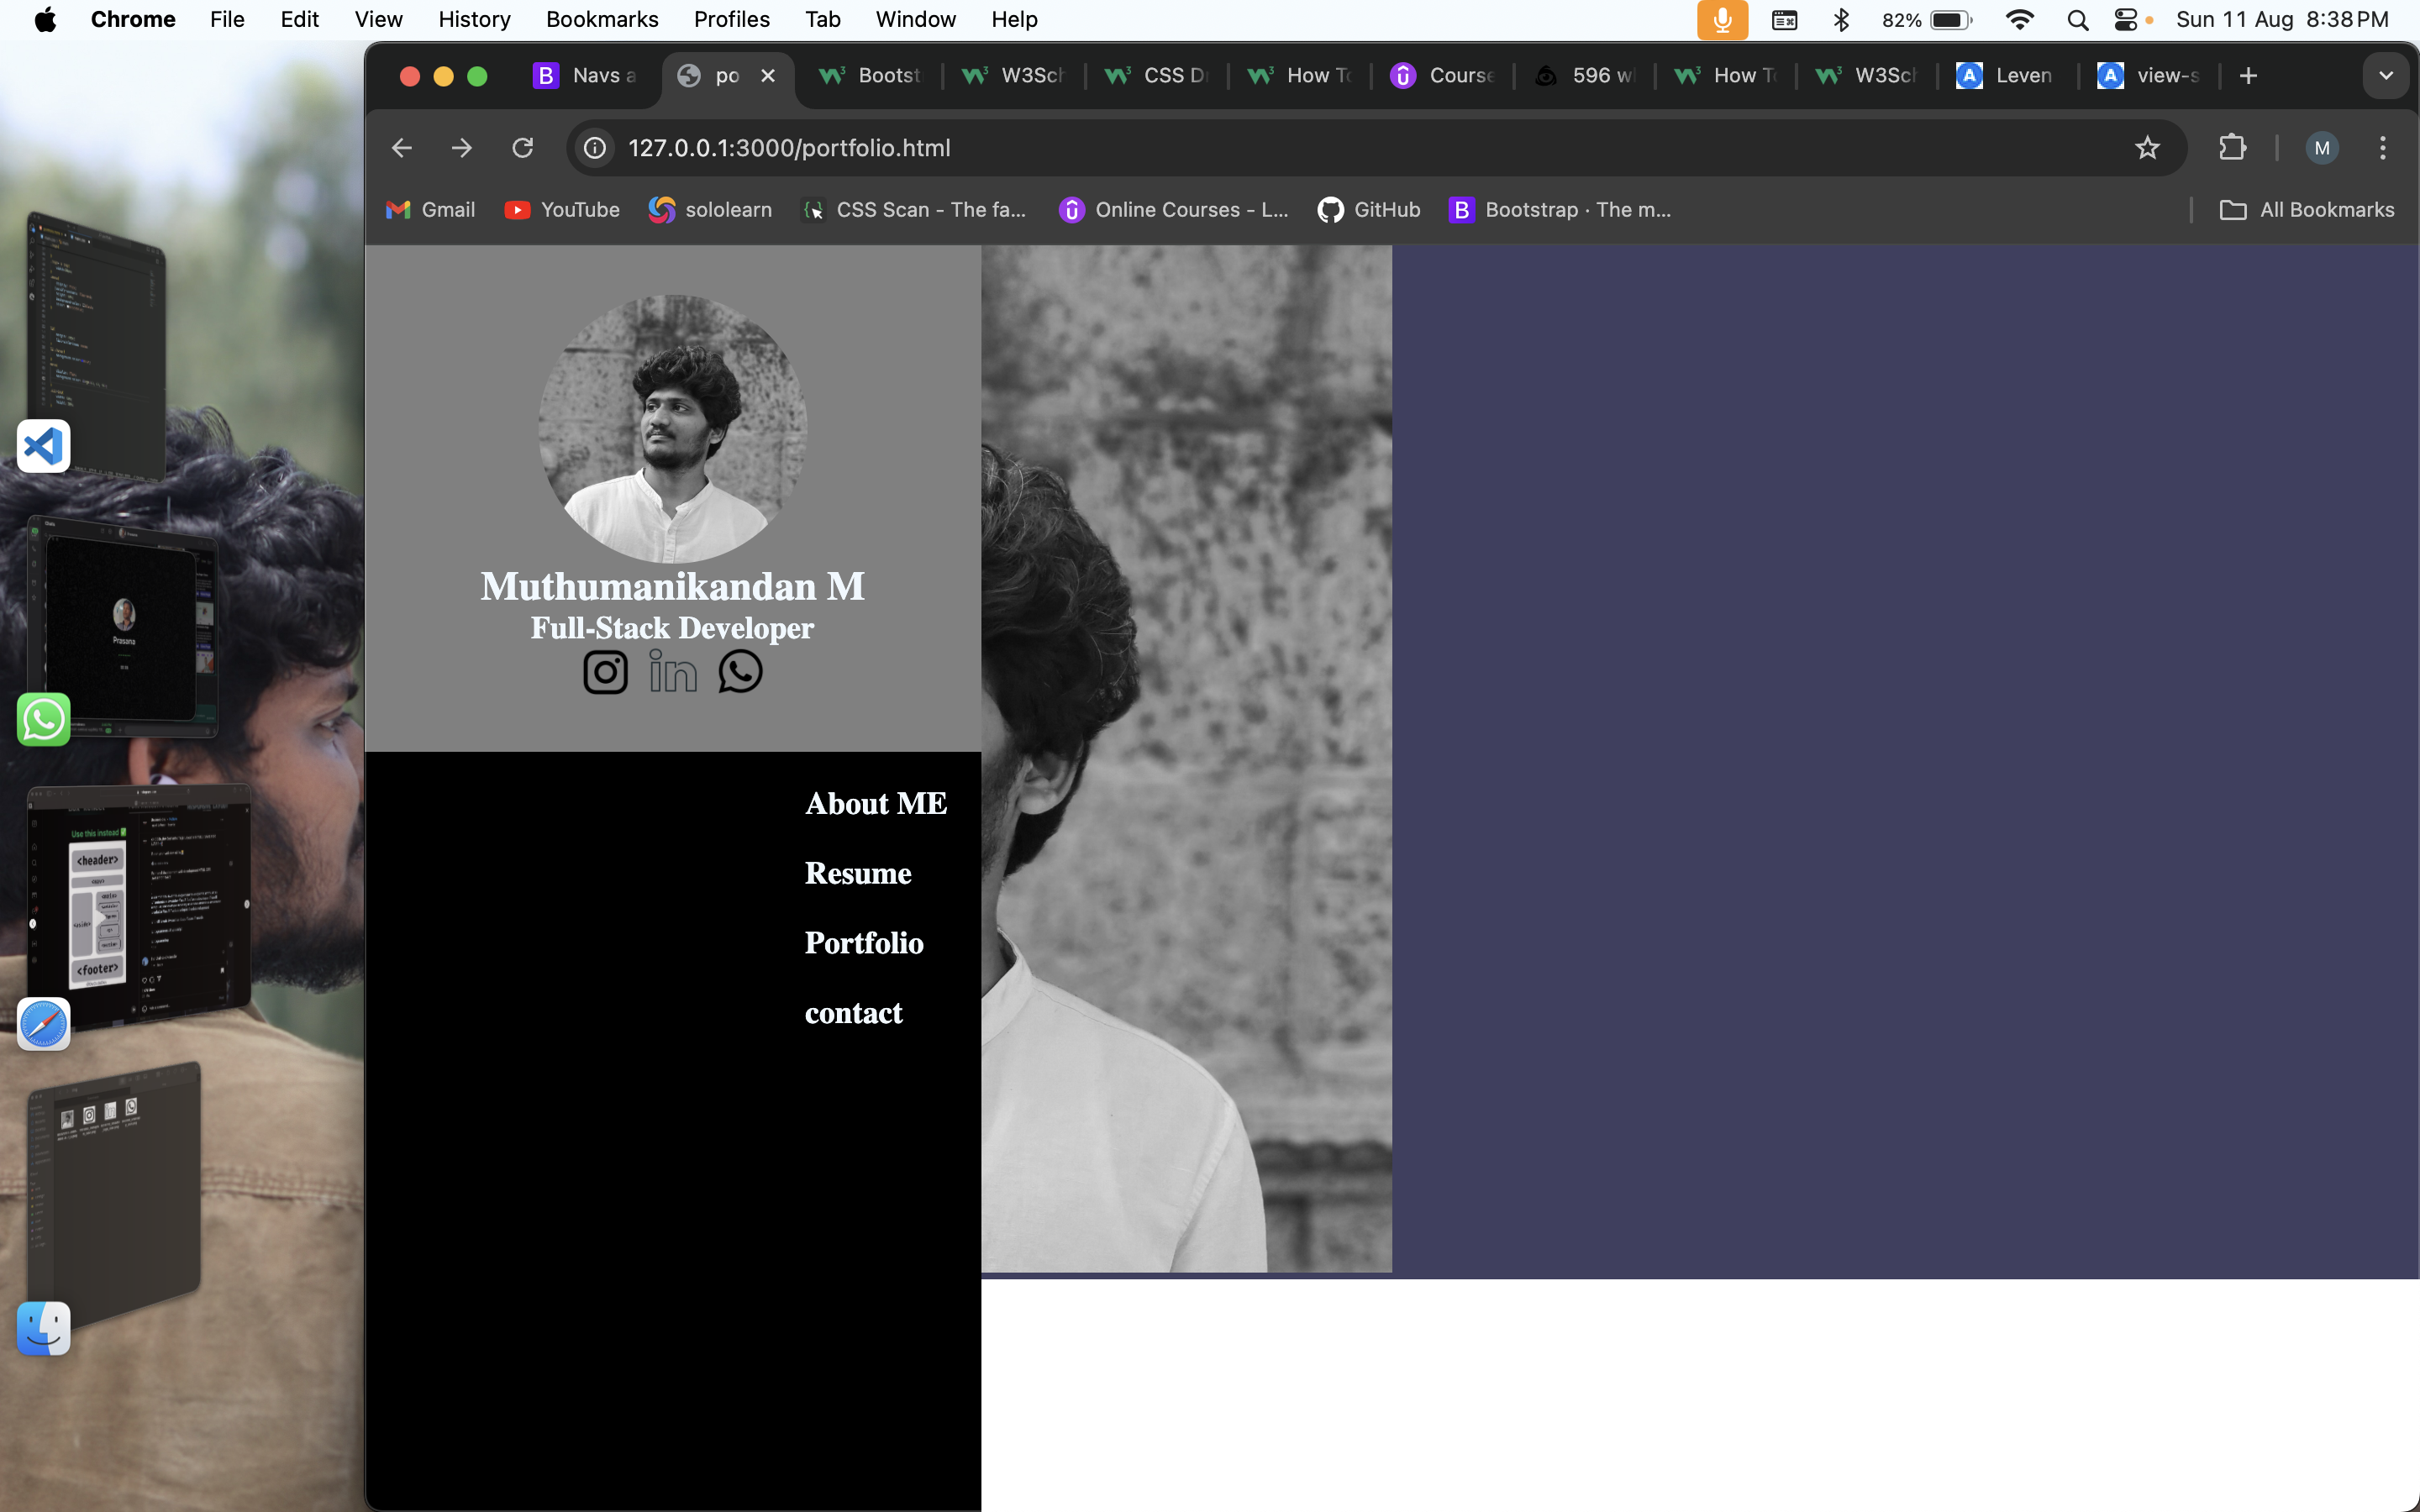 Chrome File Edit View History Bookmarks Profiles Tab Window Help 82% Sun 11 Aug 8:38 PM
B Navs a po Bootst W3Sch CSS D How To Course 596 w How T W3Sch Leven view-s
127.0.0.1:3000/portfolio.html M
Gmail YouTube sololearn CSS Scan - The fa... Online Courses - L... GitHub B Bootstrap · The m... All Bookmarks
Muthumanikandan M
Full-Stack Developer
in
About ME
Resume
Portfolio
contact
Prasana
Use this instead
<header>
<footer>